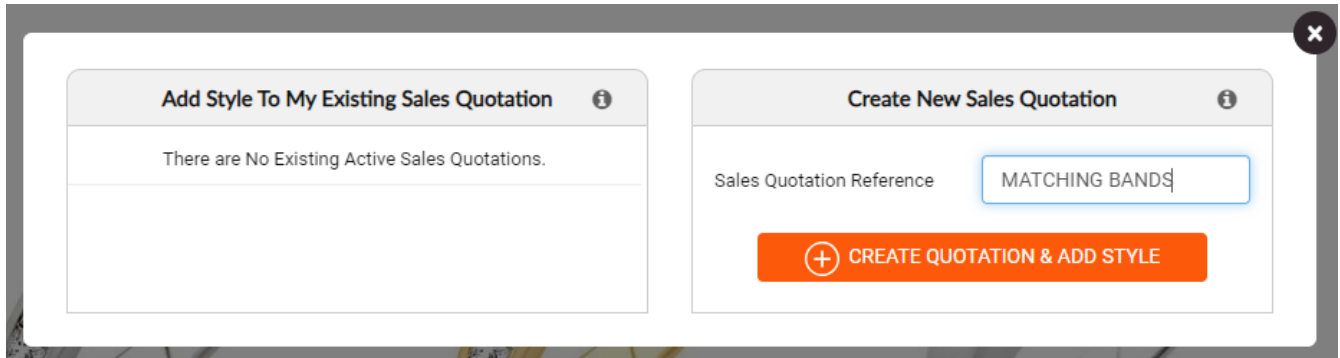 Add Style To My Existing Sales Quotation
There are No Existing Active Sales Quotations.
Create New Sales Quotation
Sales Quotation Reference
MATCHING BANDS
CREATE QUOTATION & ADD STYLE